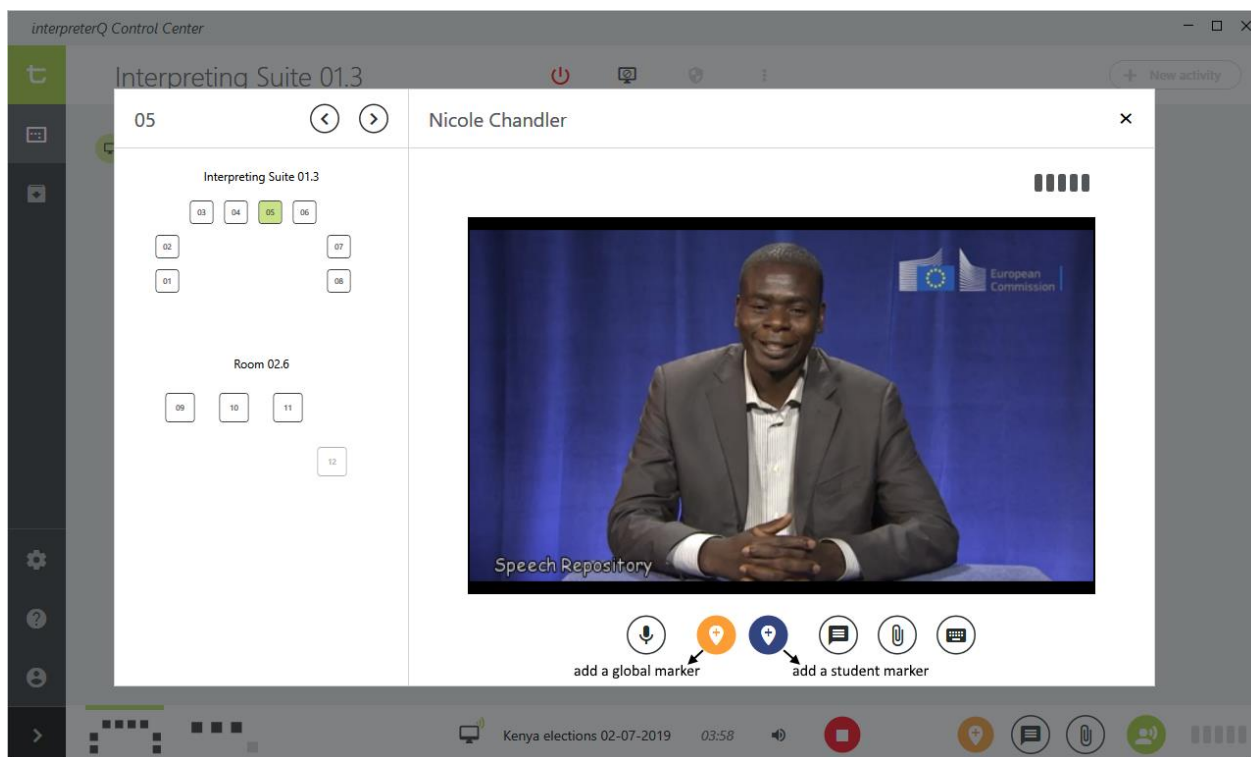 interpreterQ Control Center
Interpreting Suite 01.3
+ New activity
05
Nicole Chandler
Interpreting Suite 01.3
03 04 05 06
02 07
01 08
Room 02.6
09 10 11
12
European
Commission
Speech Repository
add a global marker
add a student marker
Kenya elections 02-07-2019 03:58